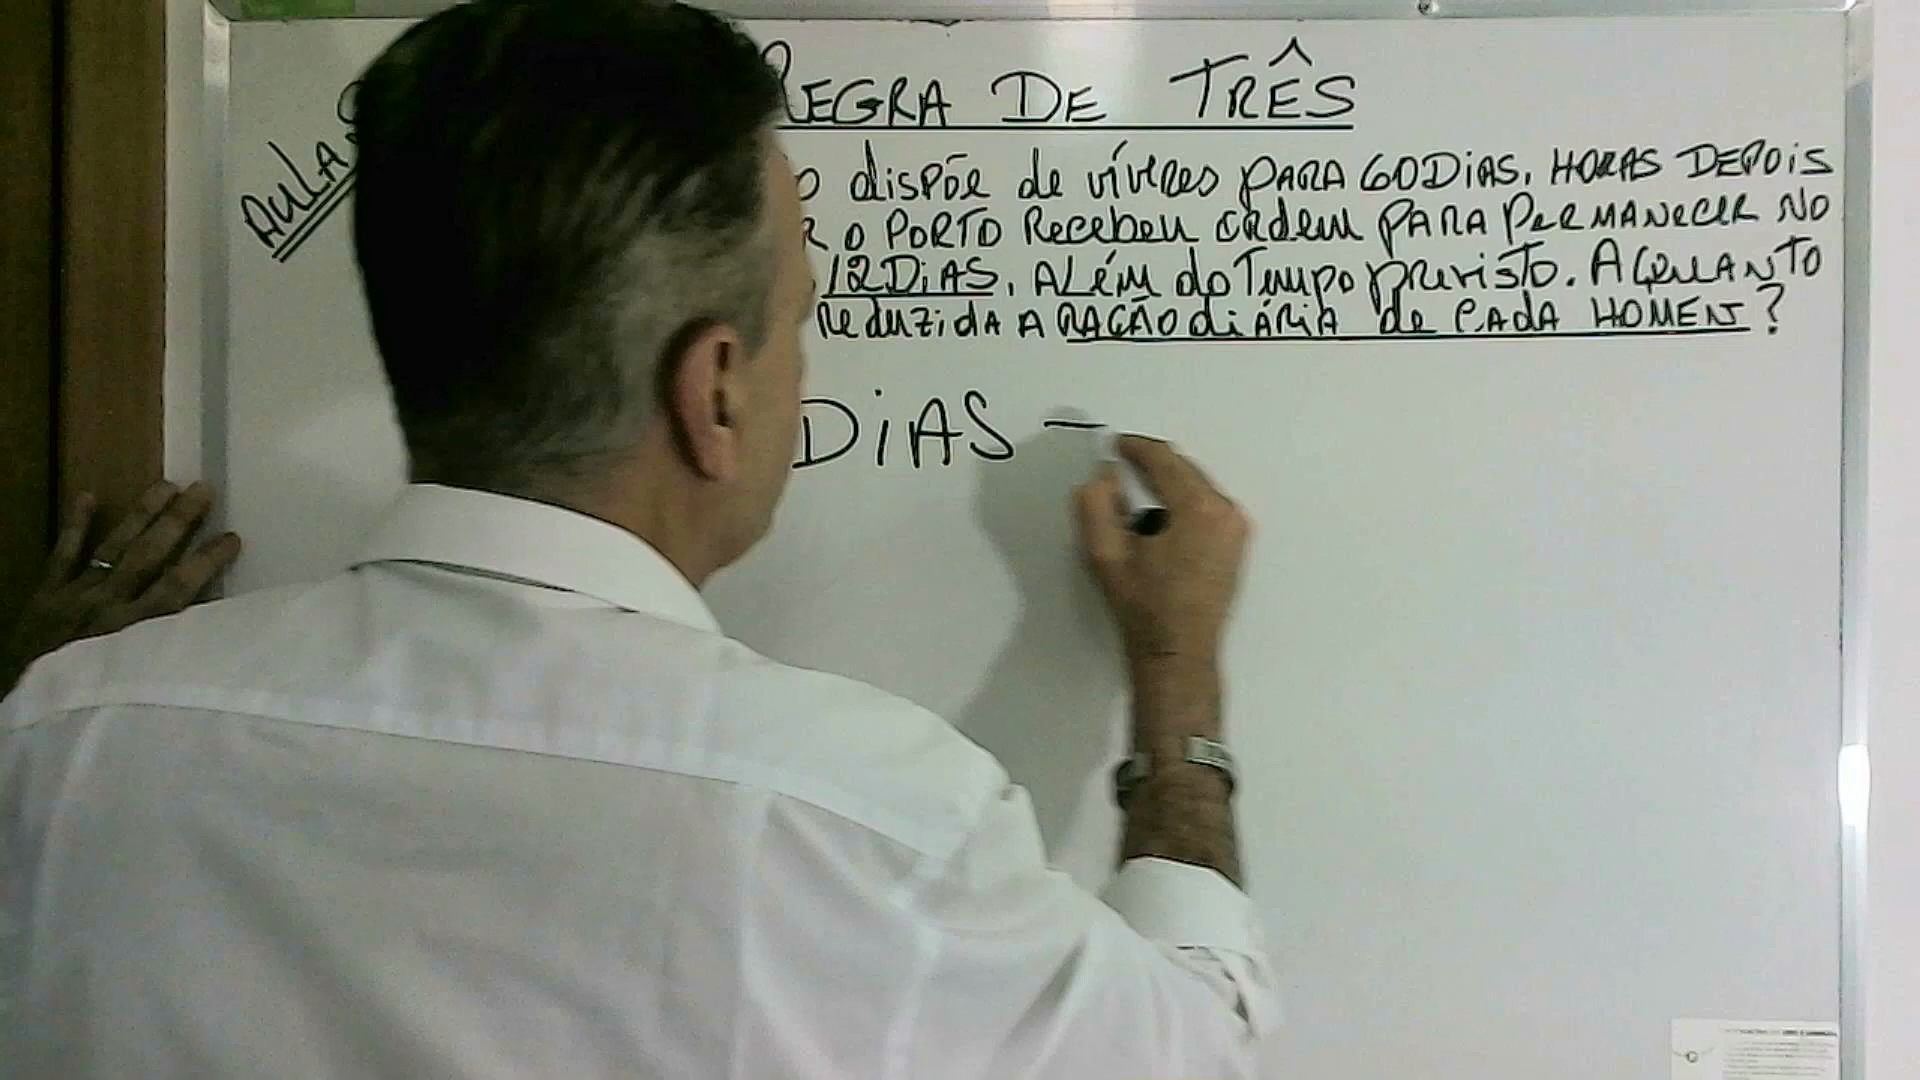 AULA
REGRA DE TRÊS
dispõe de víveres PARA 60 DIAS. HORAS DEPOIS
O PORTO Recebeu ordem PARA PERMANECER NO
12 DIAS. Além do Tempo previsto. A QUANTO
Reduzida A RAÇÃO diÁRIA de CADA HOMEM?
DIAS —